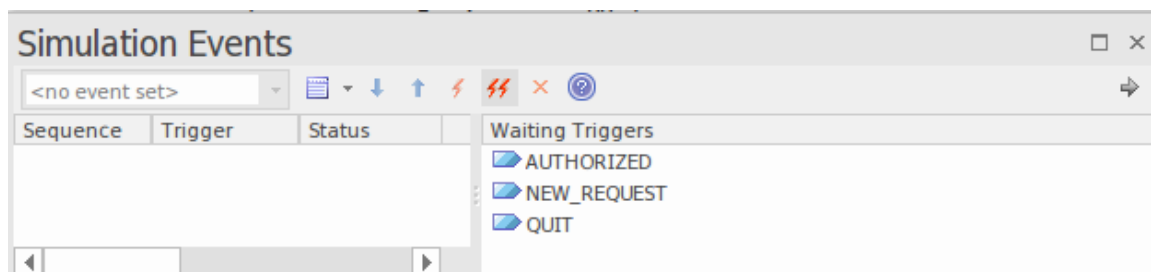 Simulation Events
<no event set>
Sequence Trigger Status
Waiting Triggers
AUTHORIZED
NEW_REQUEST
QUIT